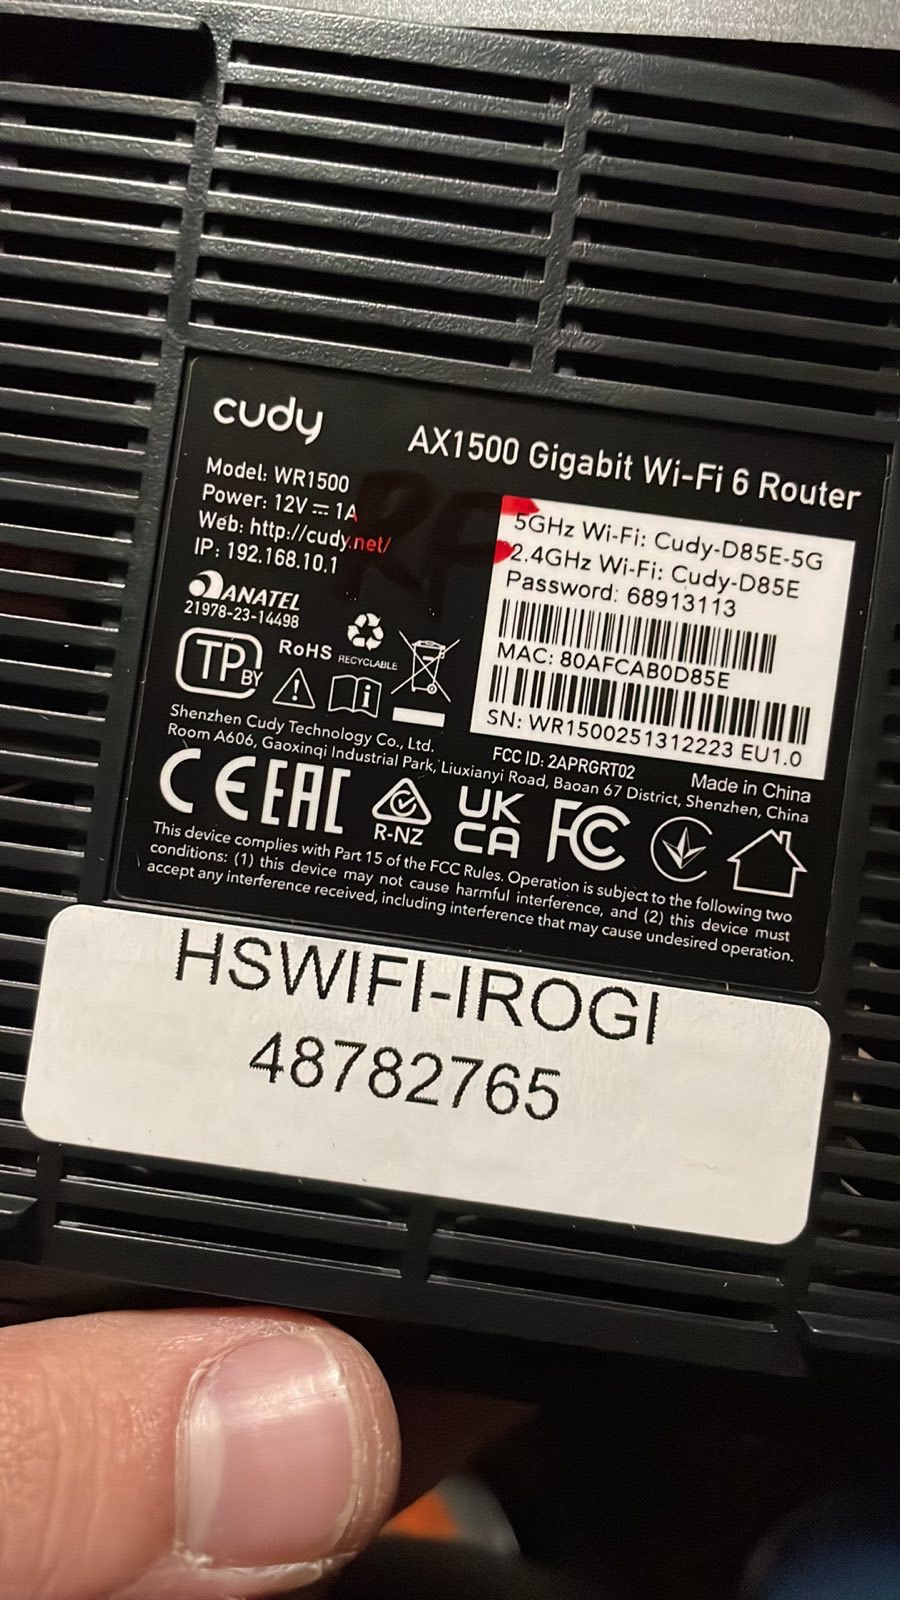 cudy
AX1500 Gigabit Wi-Fi 6 Router
Model: WR1500
Power: 12V ⎓ 1A
Web: http://cudy.net/
IP: 192.168.10.1
5GHz Wi-Fi: Cudy-D85E-5G
2.4GHz Wi-Fi: Cudy-D85E
Password: 68913113
MAC: 80AFCAB0D85E
SN: WR1500251312223 EU1.0
ANATEL
21978-23-14498
TP BY
RoHS
RECYCLABLE
FCC ID: 2APRGRT02
Made in China
Shenzhen Cudy Technology Co., Ltd.
Room A606, Gaoxinqi Industrial Park, Liuxianyi Road, Baoan 67 District, Shenzhen, China
CE EAC R-NZ UK CA FC
This device complies with Part 15 of the FCC Rules. Operation is subject to the following two
conditions: (1) this device may not cause harmful interference, and (2) this device must
accept any interference received, including interference that may cause undesired operation.
HSWIFI-IROGI
48782765